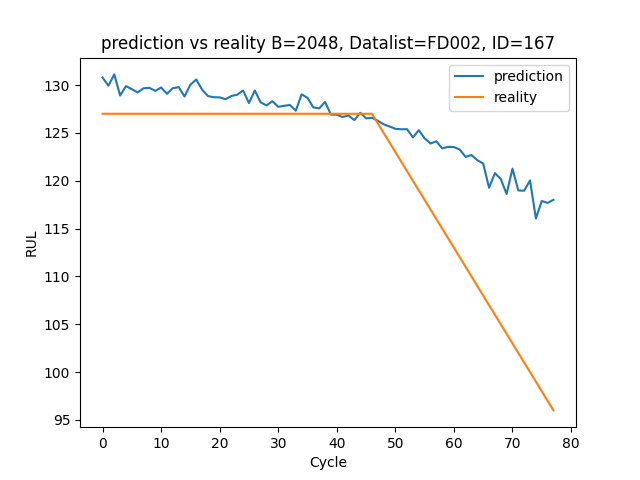 prediction vs reality B=2048, Datalist=FD002, ID=167
prediction
reality
RUL
130
125
120
115
110
105
100
95
0 10 20 30 40 50 60 70 80
Cycle